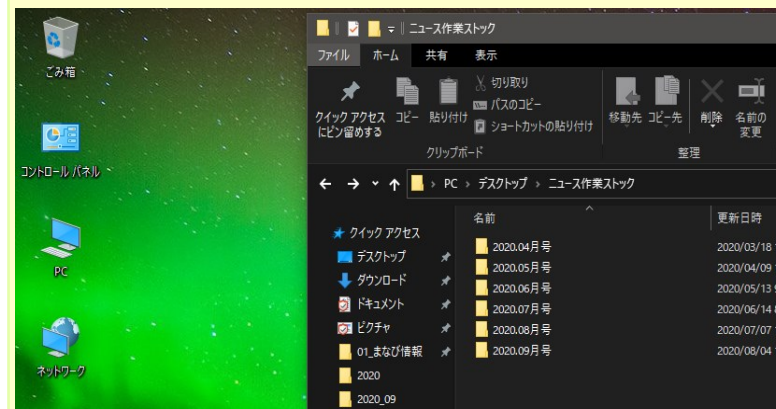 ごみ箱
コントロール パネル
PC
ネットワーク
ニュース作業ストック
ファイル ホーム 共有 表示
クイック アクセス
にピン留めする
コピー
貼り付け
切り取り
パスのコピー
ショートカットの貼り付け
クリップボード
移動先
コピー先
削除
名前の
変更
整理
PC › デスクトップ › ニュース作業ストック
クイック アクセス
デスクトップ
ダウンロード
ドキュメント
ピクチャ
01_まなび情報
2020
2020_09
名前 更新日時
2020.04月号 2020/03/18
2020.05月号 2020/04/09
2020.06月号 2020/05/13
2020.07月号 2020/06/14
2020.08月号 2020/07/07
2020.09月号 2020/08/04